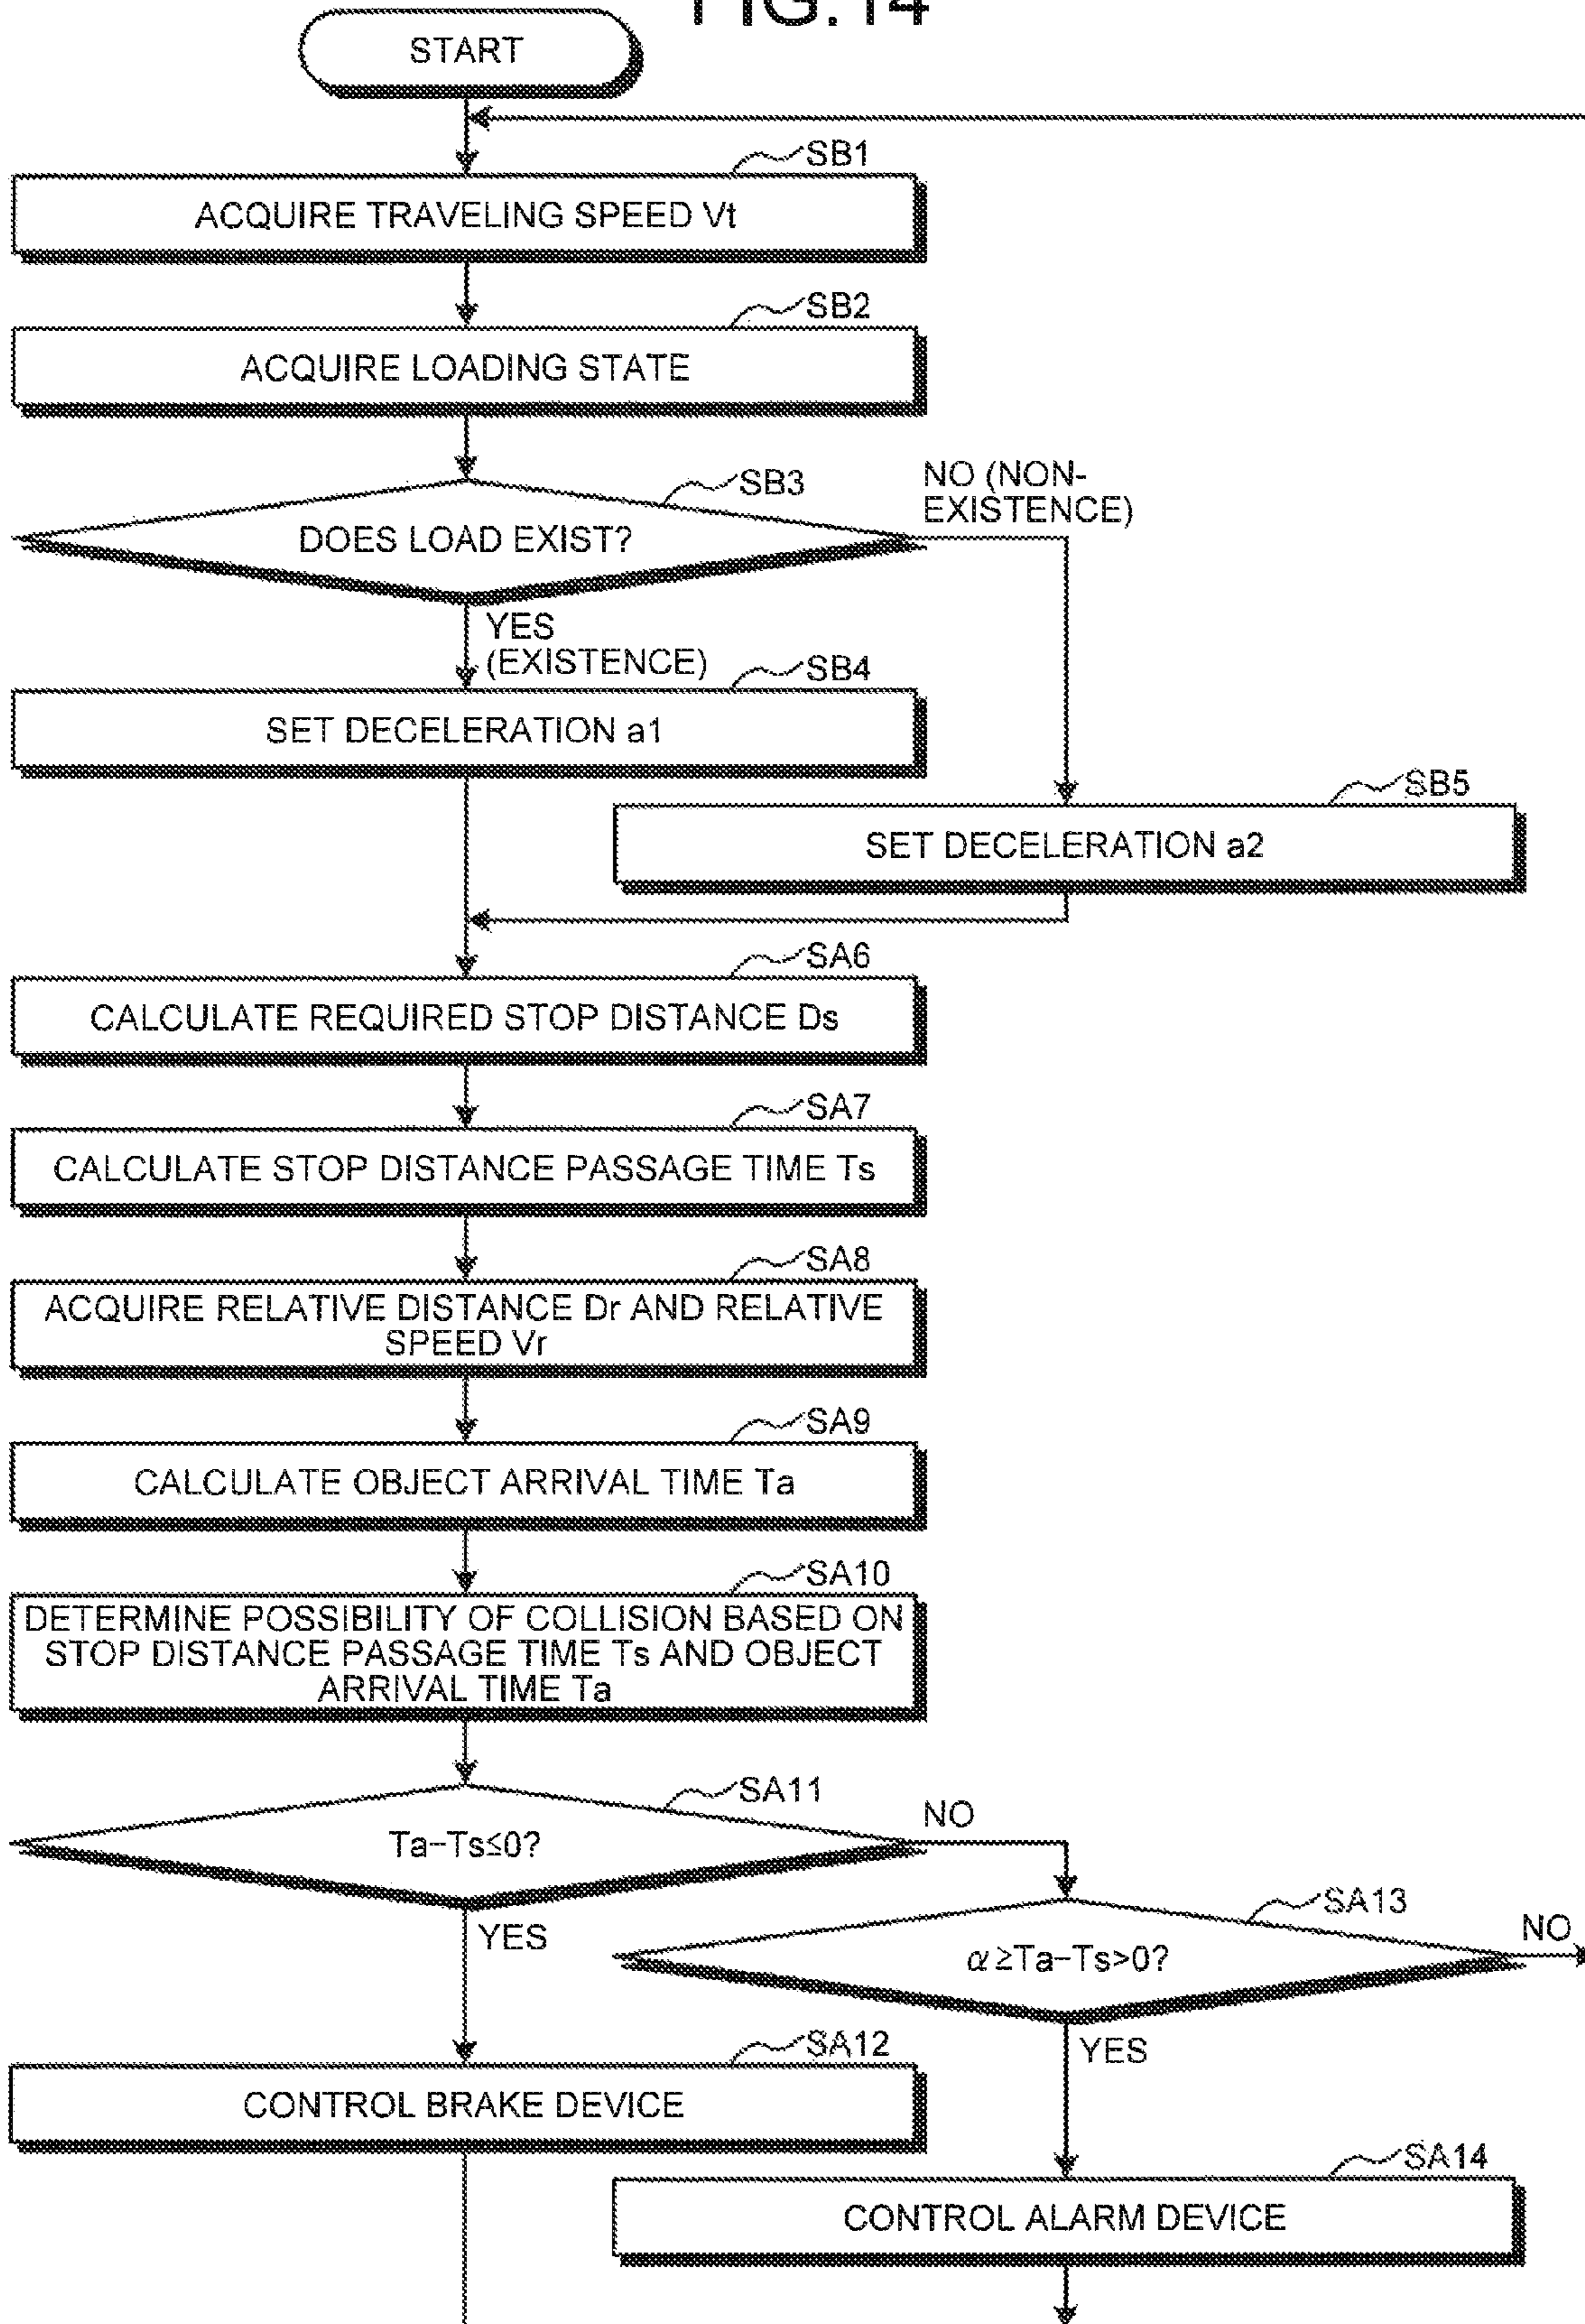 FIG.14
START
SB1
ACQUIRE TRAVELING SPEED Vt
SB2
ACQUIRE LOADING STATE
SB3
NO (NON-
EXISTENCE)
DOES LOAD EXIST?
YES
(EXISTENCE)
SB4
SET DECELERATION a1
SB5
SET DECELERATION a2
SA6
CALCULATE REQUIRED STOP DISTANCE Ds
SA7
CALCULATE STOP DISTANCE PASSAGE TIME Ts
SA8
ACQUIRE RELATIVE DISTANCE Dr AND RELATIVE
SPEED Vr
SA9
CALCULATE OBJECT ARRIVAL TIME Ta
SA10
DETERMINE POSSIBILITY OF COLLISION BASED ON
STOP DISTANCE PASSAGE TIME Ts AND OBJECT
ARRIVAL TIME Ta
SA11
NO
Ta−Ts≤0?
YES
SA13
NO
α≥Ta−Ts>0?
YES
SA12
CONTROL BRAKE DEVICE
SA14
CONTROL ALARM DEVICE